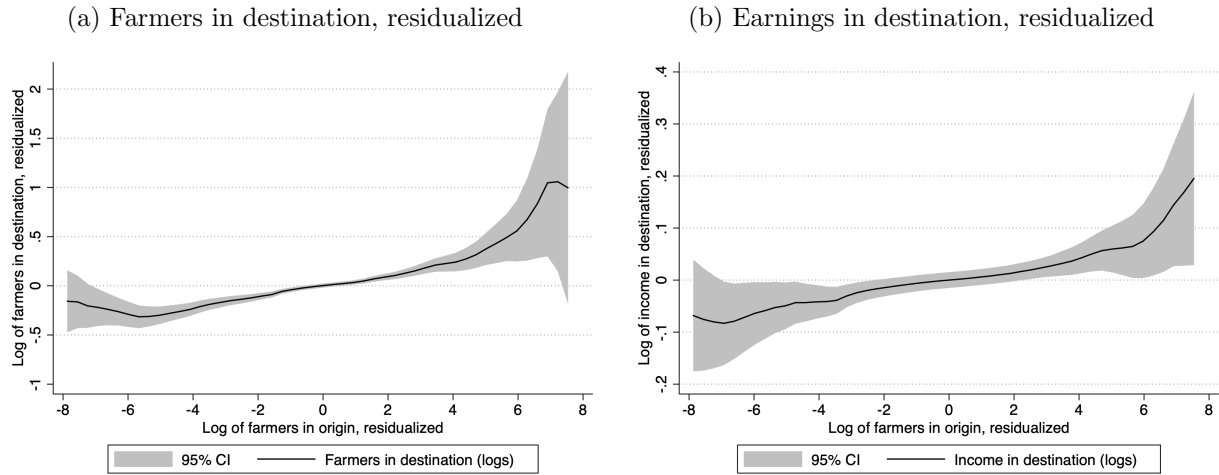 (a) Farmers in destination, residualized
Log of farmers in destination, residualized
2
1.5
1
.5
0
-.5
-1
-8 -6 -4 -2 0 2 4 6 8
Log of farmers in origin, residualized
95% CI Farmers in destination (logs)
(b) Earnings in destination, residualized
Log of income in destination, residualized
.4
.3
.2
.1
0
-.1
-.2
-8 -6 -4 -2 0 2 4 6 8
Log of farmers in origin, residualized
95% CI Income in destination (logs)